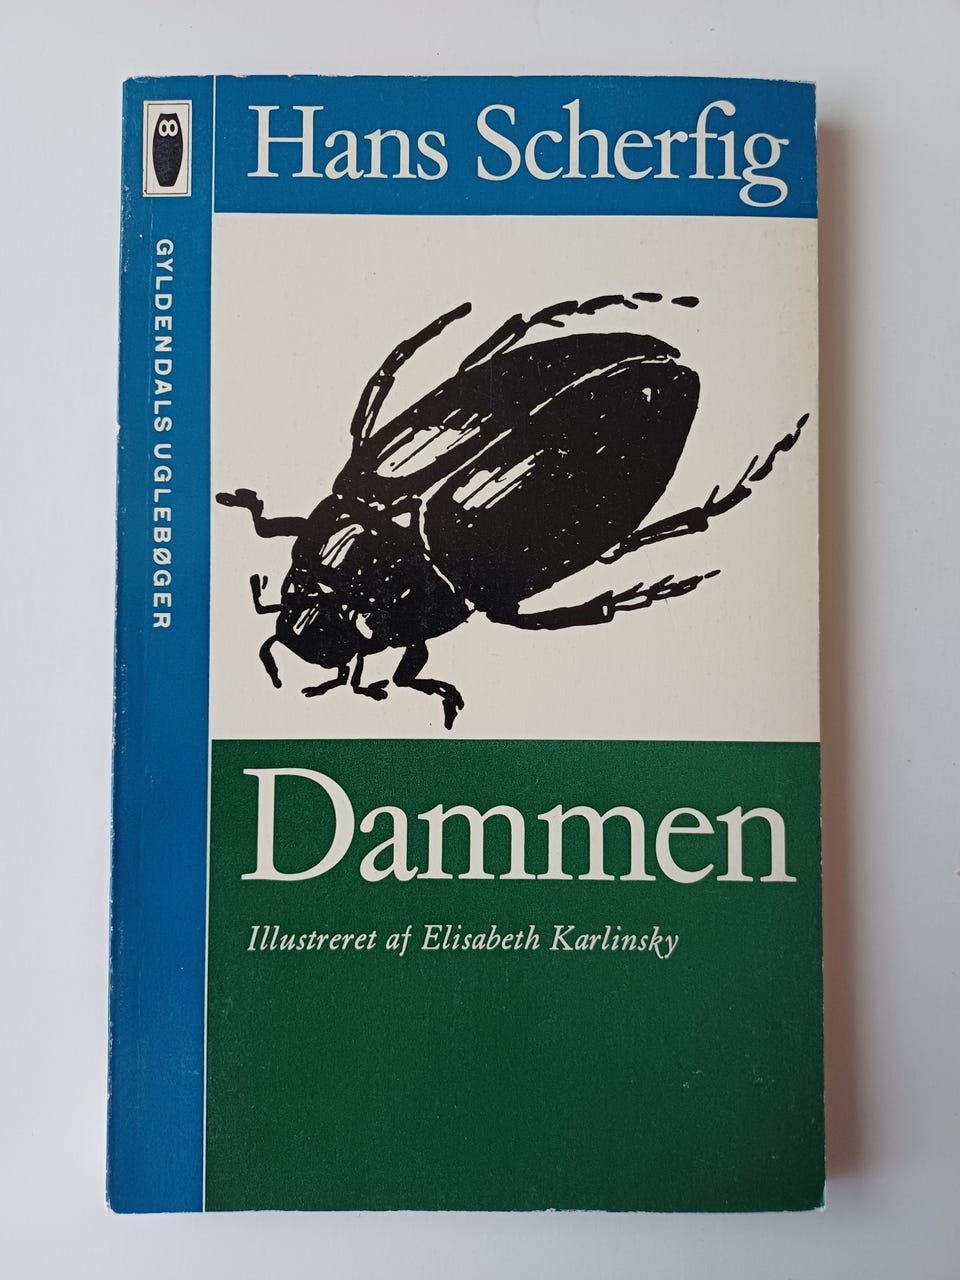 Hans Scherfig
GYLDENDALS UGLEBØGER
Dammen
Illustreret af Elisabeth Karlinsky